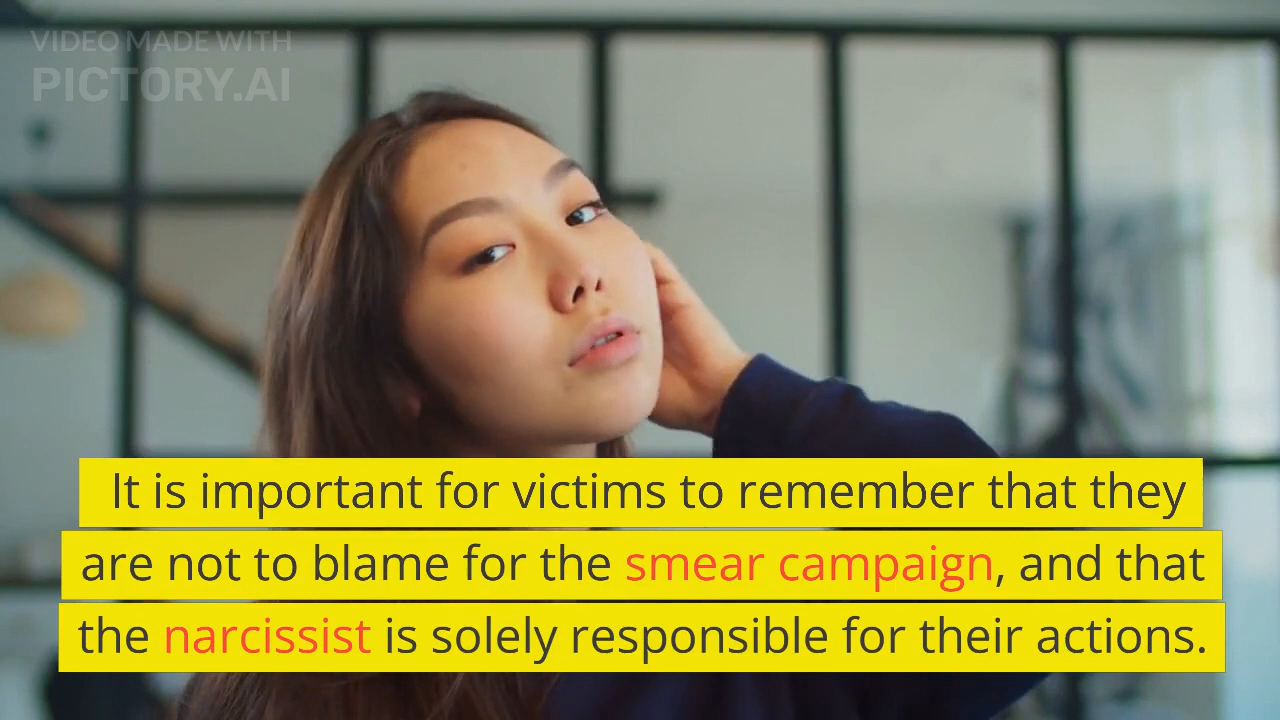 VIDEO MADE WITH
PICTORY.AI
It is important for victims to remember that they
are not to blame for the smear campaign, and that
the narcissist is solely responsible for their actions.